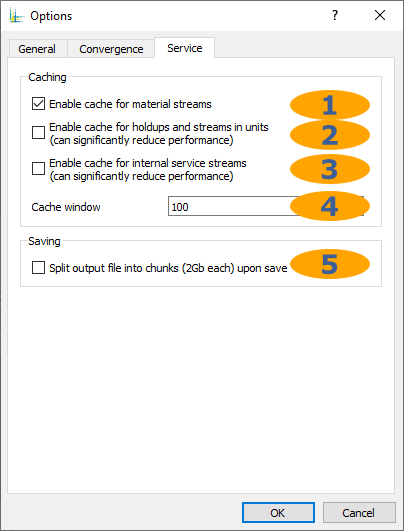 Options
?
General
Convergence
Service
Caching
Enable cache for material streams
1
Enable cache for holdups and streams in units
(can significantly reduce performance)
2
Enable cache for internal service streams
(can significantly reduce performance)
3
Cache window
100
4
Saving
Split output file into chunks (2Gb each) upon save
5
OK
Cancel